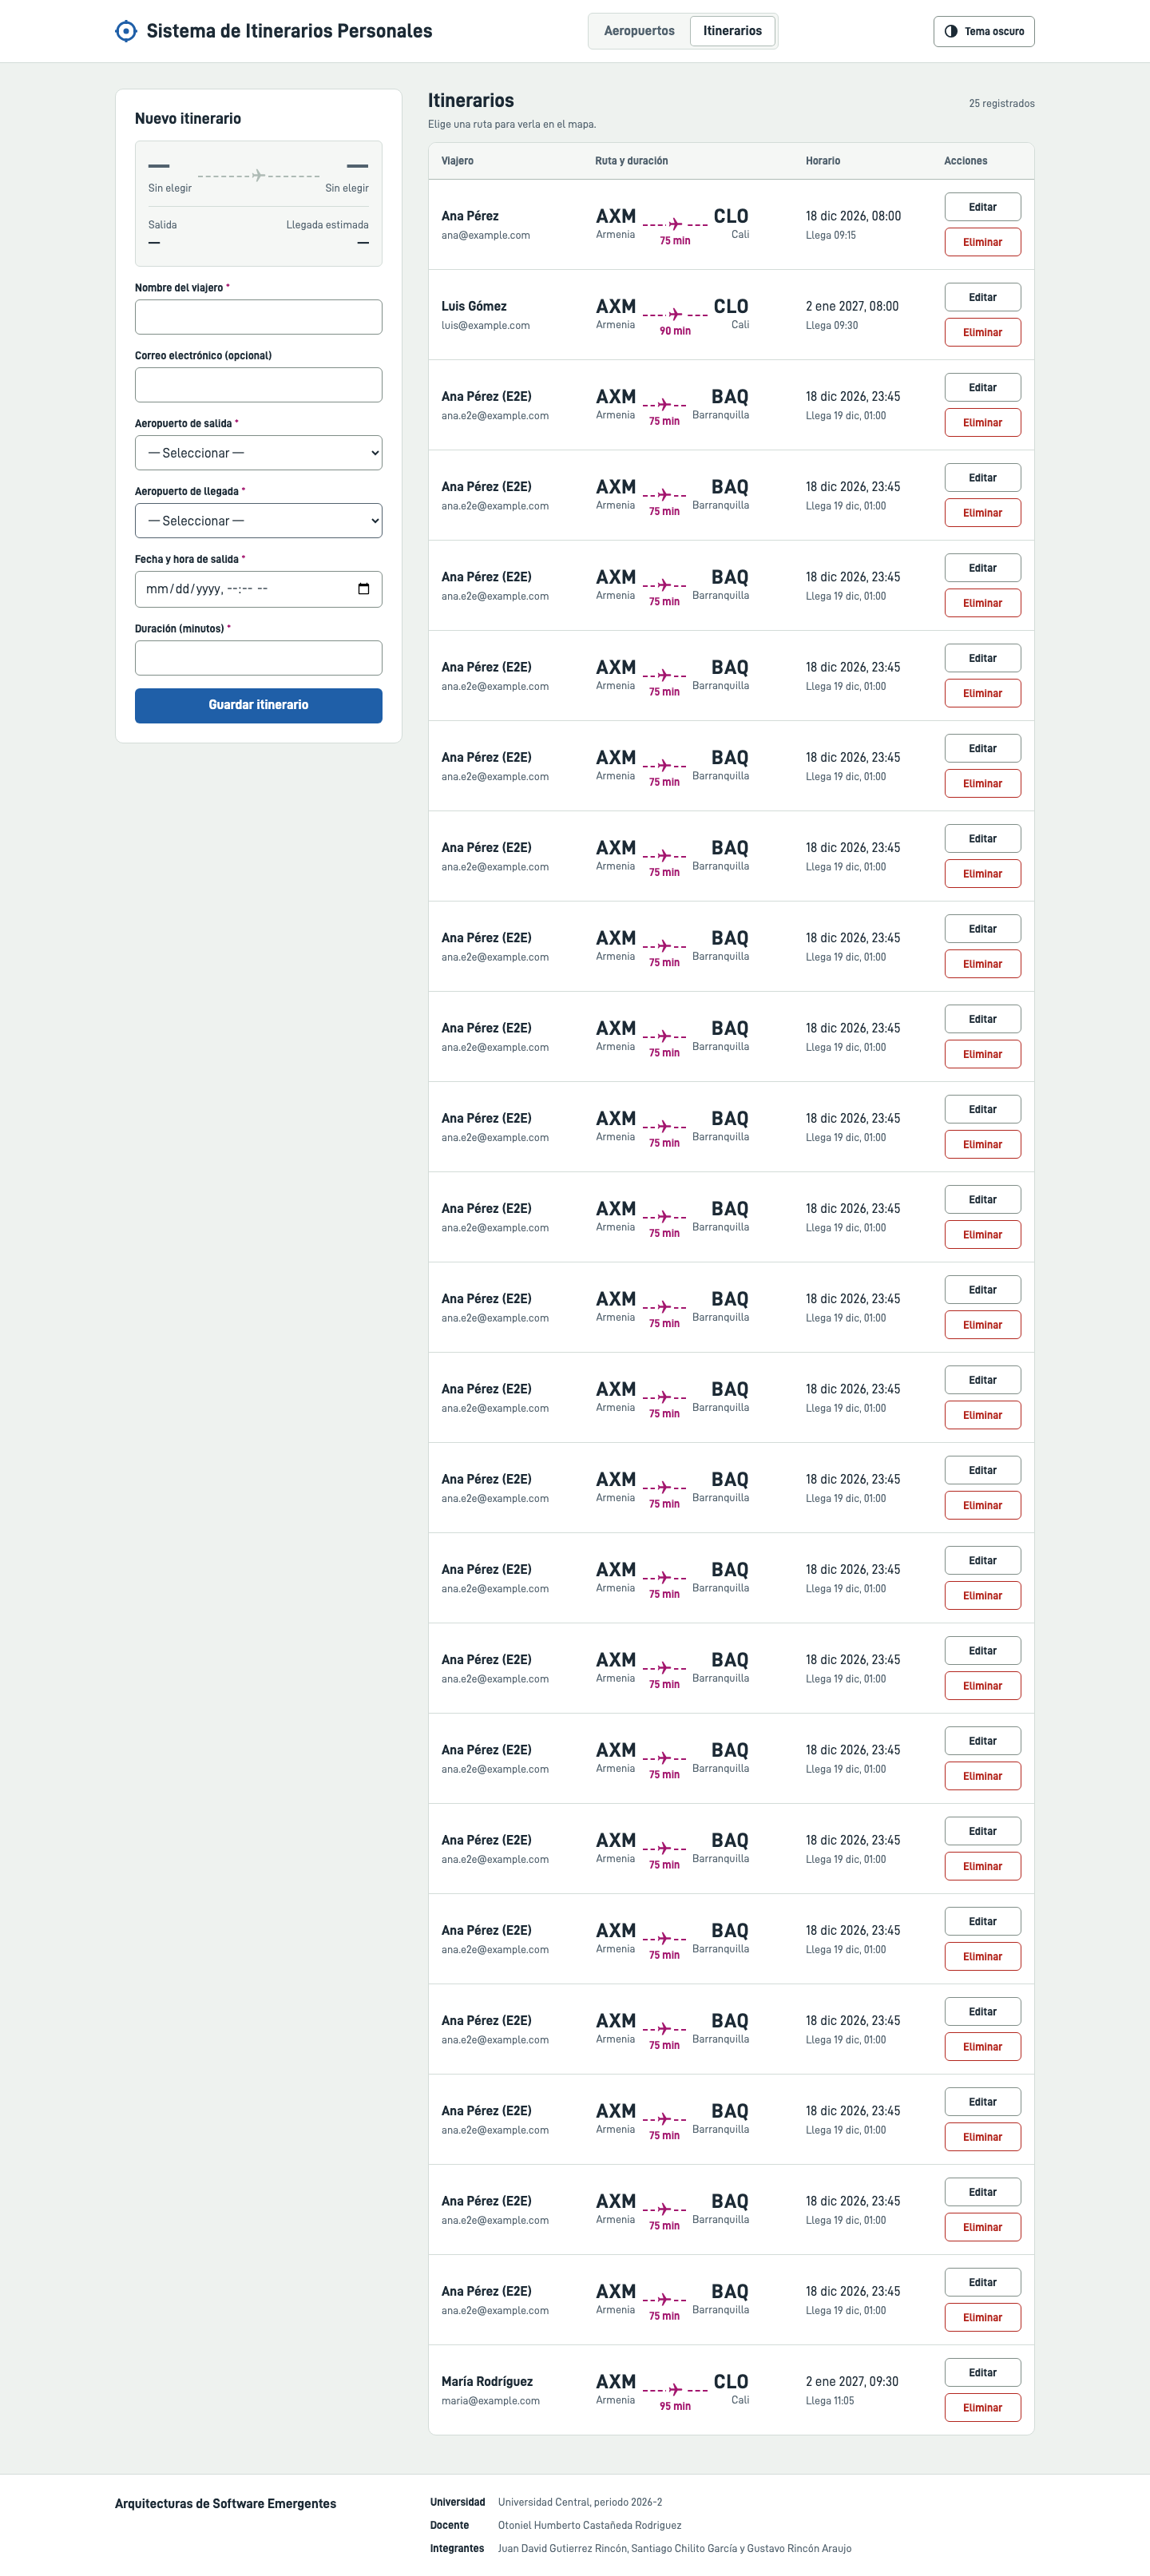 Sistema de Itinerarios Personales
Aeropuertos
Itinerarios
Tema oscuro
Nuevo itinerario
— —
Sin elegir Sin elegir
Salida Llegada estimada
— —
Nombre del viajero *
Correo electrónico (opcional)
Aeropuerto de salida *
— Seleccionar —
Aeropuerto de llegada *
— Seleccionar —
Fecha y hora de salida *
mm/dd/yyyy, --:-- --
Duración (minutos) *
Guardar itinerario
Itinerarios
25 registrados
Elige una ruta para verla en el mapa.
Viajero Ruta y duración Horario Acciones
Ana Pérez AXM CLO 18 dic 2026, 08:00 Editar
ana@example.com Armenia 75 min Cali Llega 09:15 Eliminar
Luis Gómez AXM CLO 2 ene 2027, 08:00 Editar
luis@example.com Armenia 90 min Cali Llega 09:30 Eliminar
Ana Pérez (E2E) AXM BAQ 18 dic 2026, 23:45 Editar
ana.e2e@example.com Armenia 75 min Barranquilla Llega 19 dic, 01:00 Eliminar
Ana Pérez (E2E) AXM BAQ 18 dic 2026, 23:45 Editar
ana.e2e@example.com Armenia 75 min Barranquilla Llega 19 dic, 01:00 Eliminar
Ana Pérez (E2E) AXM BAQ 18 dic 2026, 23:45 Editar
ana.e2e@example.com Armenia 75 min Barranquilla Llega 19 dic, 01:00 Eliminar
Ana Pérez (E2E) AXM BAQ 18 dic 2026, 23:45 Editar
ana.e2e@example.com Armenia 75 min Barranquilla Llega 19 dic, 01:00 Eliminar
Ana Pérez (E2E) AXM BAQ 18 dic 2026, 23:45 Editar
ana.e2e@example.com Armenia 75 min Barranquilla Llega 19 dic, 01:00 Eliminar
Ana Pérez (E2E) AXM BAQ 18 dic 2026, 23:45 Editar
ana.e2e@example.com Armenia 75 min Barranquilla Llega 19 dic, 01:00 Eliminar
Ana Pérez (E2E) AXM BAQ 18 dic 2026, 23:45 Editar
ana.e2e@example.com Armenia 75 min Barranquilla Llega 19 dic, 01:00 Eliminar
Ana Pérez (E2E) AXM BAQ 18 dic 2026, 23:45 Editar
ana.e2e@example.com Armenia 75 min Barranquilla Llega 19 dic, 01:00 Eliminar
Ana Pérez (E2E) AXM BAQ 18 dic 2026, 23:45 Editar
ana.e2e@example.com Armenia 75 min Barranquilla Llega 19 dic, 01:00 Eliminar
Ana Pérez (E2E) AXM BAQ 18 dic 2026, 23:45 Editar
ana.e2e@example.com Armenia 75 min Barranquilla Llega 19 dic, 01:00 Eliminar
Ana Pérez (E2E) AXM BAQ 18 dic 2026, 23:45 Editar
ana.e2e@example.com Armenia 75 min Barranquilla Llega 19 dic, 01:00 Eliminar
Ana Pérez (E2E) AXM BAQ 18 dic 2026, 23:45 Editar
ana.e2e@example.com Armenia 75 min Barranquilla Llega 19 dic, 01:00 Eliminar
Ana Pérez (E2E) AXM BAQ 18 dic 2026, 23:45 Editar
ana.e2e@example.com Armenia 75 min Barranquilla Llega 19 dic, 01:00 Eliminar
Ana Pérez (E2E) AXM BAQ 18 dic 2026, 23:45 Editar
ana.e2e@example.com Armenia 75 min Barranquilla Llega 19 dic, 01:00 Eliminar
Ana Pérez (E2E) AXM BAQ 18 dic 2026, 23:45 Editar
ana.e2e@example.com Armenia 75 min Barranquilla Llega 19 dic, 01:00 Eliminar
Ana Pérez (E2E) AXM BAQ 18 dic 2026, 23:45 Editar
ana.e2e@example.com Armenia 75 min Barranquilla Llega 19 dic, 01:00 Eliminar
Ana Pérez (E2E) AXM BAQ 18 dic 2026, 23:45 Editar
ana.e2e@example.com Armenia 75 min Barranquilla Llega 19 dic, 01:00 Eliminar
Ana Pérez (E2E) AXM BAQ 18 dic 2026, 23:45 Editar
ana.e2e@example.com Armenia 75 min Barranquilla Llega 19 dic, 01:00 Eliminar
Ana Pérez (E2E) AXM BAQ 18 dic 2026, 23:45 Editar
ana.e2e@example.com Armenia 75 min Barranquilla Llega 19 dic, 01:00 Eliminar
Ana Pérez (E2E) AXM BAQ 18 dic 2026, 23:45 Editar
ana.e2e@example.com Armenia 75 min Barranquilla Llega 19 dic, 01:00 Eliminar
Ana Pérez (E2E) AXM BAQ 18 dic 2026, 23:45 Editar
ana.e2e@example.com Armenia 75 min Barranquilla Llega 19 dic, 01:00 Eliminar
Ana Pérez (E2E) AXM BAQ 18 dic 2026, 23:45 Editar
ana.e2e@example.com Armenia 75 min Barranquilla Llega 19 dic, 01:00 Eliminar
María Rodríguez AXM CLO 2 ene 2027, 09:30 Editar
maria@example.com Armenia 95 min Cali Llega 11:05 Eliminar
Arquitecturas de Software Emergentes
Universidad Universidad Central, periodo 2026-2
Docente Otoniel Humberto Castañeda Rodriguez
Integrantes Juan David Gutierrez Rincón, Santiago Chilito García y Gustavo Rincón Araujo